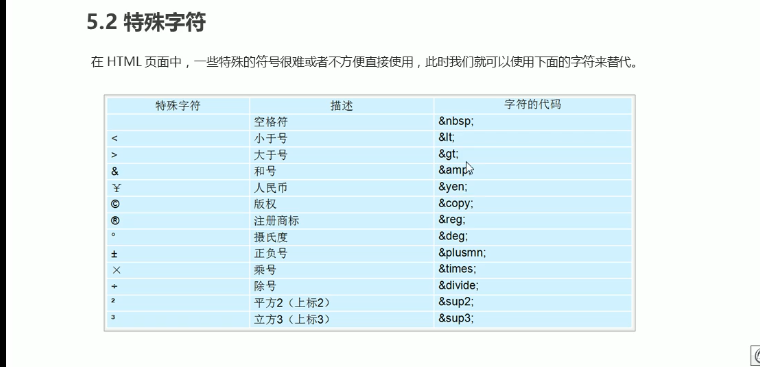 5.2 特殊字符
在 HTML 页面中，一些特殊的符号很难或者不方便直接使用，此时我们就可以使用下面的字符来替代。
特殊字符 描述 字符的代码
空格符 &nbsp;
< 小于号 &lt;
> 大于号 &gt;
& 和号 &amp;
￥ 人民币 &yen;
© 版权 &copy;
® 注册商标 &reg;
° 摄氏度 &deg;
± 正负号 &plusmn;
× 乘号 &times;
÷ 除号 &divide;
² 平方2（上标2） &sup2;
³ 立方3（上标3） &sup3;